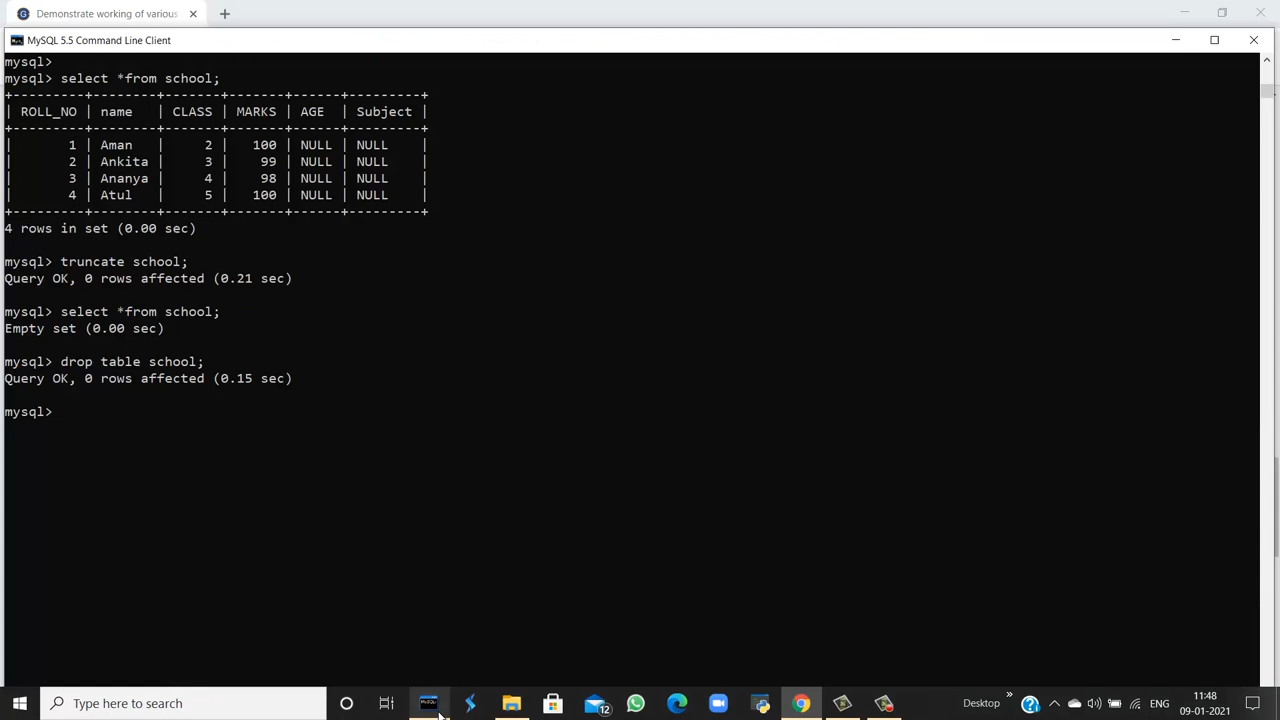 Demonstrate working of various
MySQL 5.5 Command Line Client
mysql>
mysql> select *from school;
+---------+--------+-------+-------+------+---------+
| ROLL_NO | name   | CLASS | MARKS | AGE  | Subject |
+---------+--------+-------+-------+------+---------+
|       1 | Aman   |     2 |   100 | NULL | NULL    |
|       2 | Ankita |     3 |    99 | NULL | NULL    |
|       3 | Ananya |     4 |    98 | NULL | NULL    |
|       4 | Atul   |     5 |   100 | NULL | NULL    |
+---------+--------+-------+-------+------+---------+
4 rows in set (0.00 sec)
mysql> truncate school;
Query OK, 0 rows affected (0.21 sec)
mysql> select *from school;
Empty set (0.00 sec)
mysql> drop table school;
Query OK, 0 rows affected (0.15 sec)
mysql>
Type here to search
MySQL
12
Desktop
»
ENG
11:48
09-01-2021